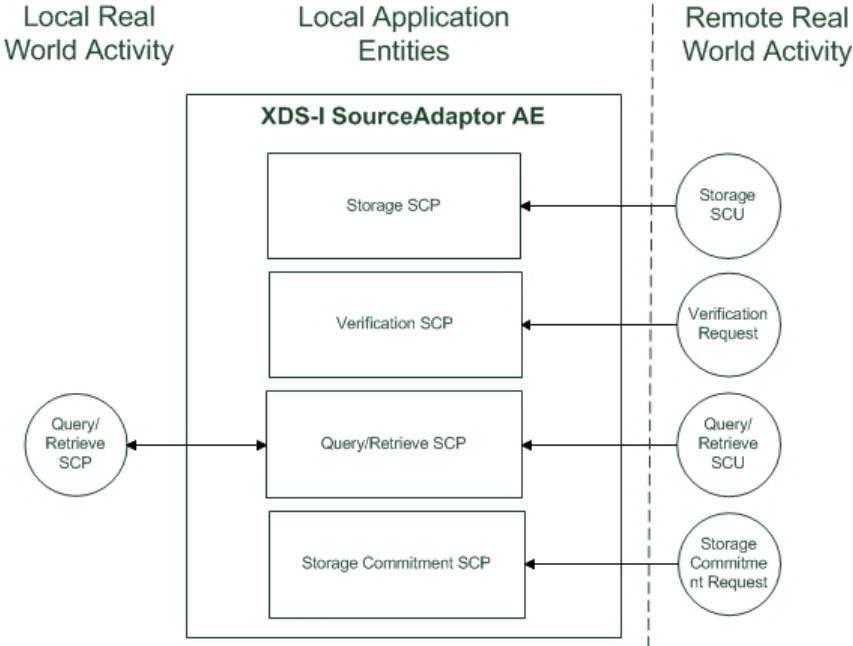 Local Real
World Activity
Local Application
Entities
Remote Real
World Activity
XDS-I SourceAdaptor AE
Storage SCP
Storage
SCU
Verification SCP
Verification
Request
Query/
Retrieve
SCP
Query/Retrieve SCP
Query/
Retrieve
SCU
Storage Commitment SCP
Storage
Commitme
nt Request